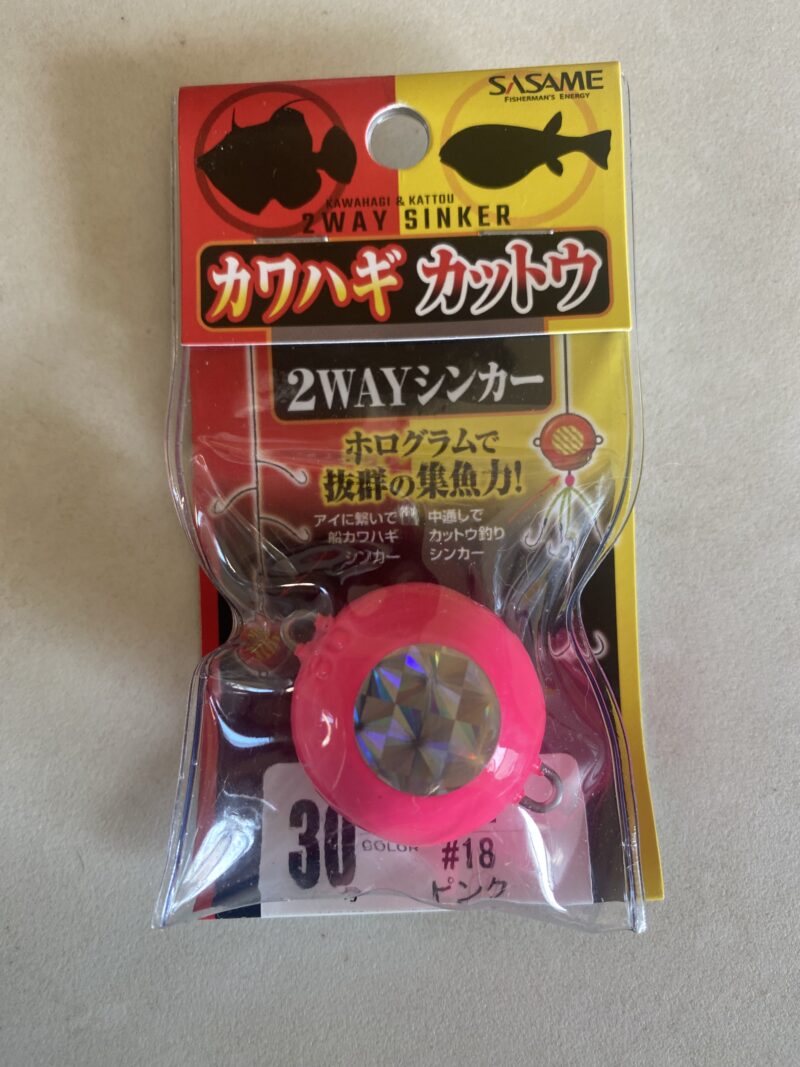 SASAME
FISHERMAN'S ENERGY
KAWAHAGI & KATTOU
2WAY SINKER
カワハギ カットウ
2WAYシンカー
ホログラムで
抜群の集魚力!
アイに繋いで
船カワハギ
シンカー
中通しで
カットウ釣り
シンカー
30
COLOR
#18
ピンク